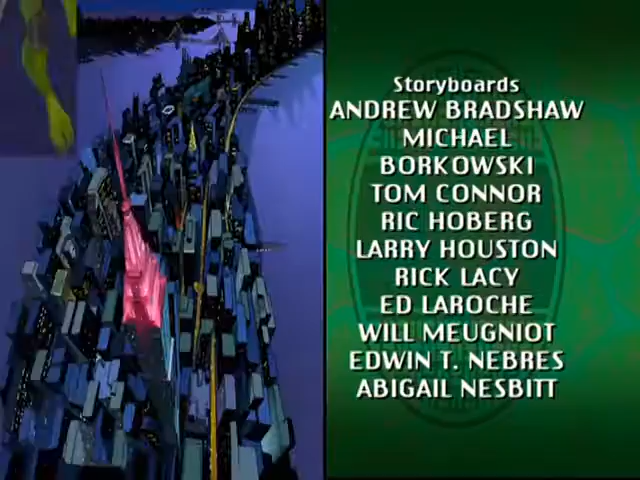 Storyboards
ANDREW BRADSHAW
MICHAEL
BORKOWSKI
TOM CONNOR
RIC HOBERG
LARRY HOUSTON
RICK LACY
ED LAROCHE
WILL MEUGNIOT
EDWIN T. NEBRES
ABIGAIL NESBITT